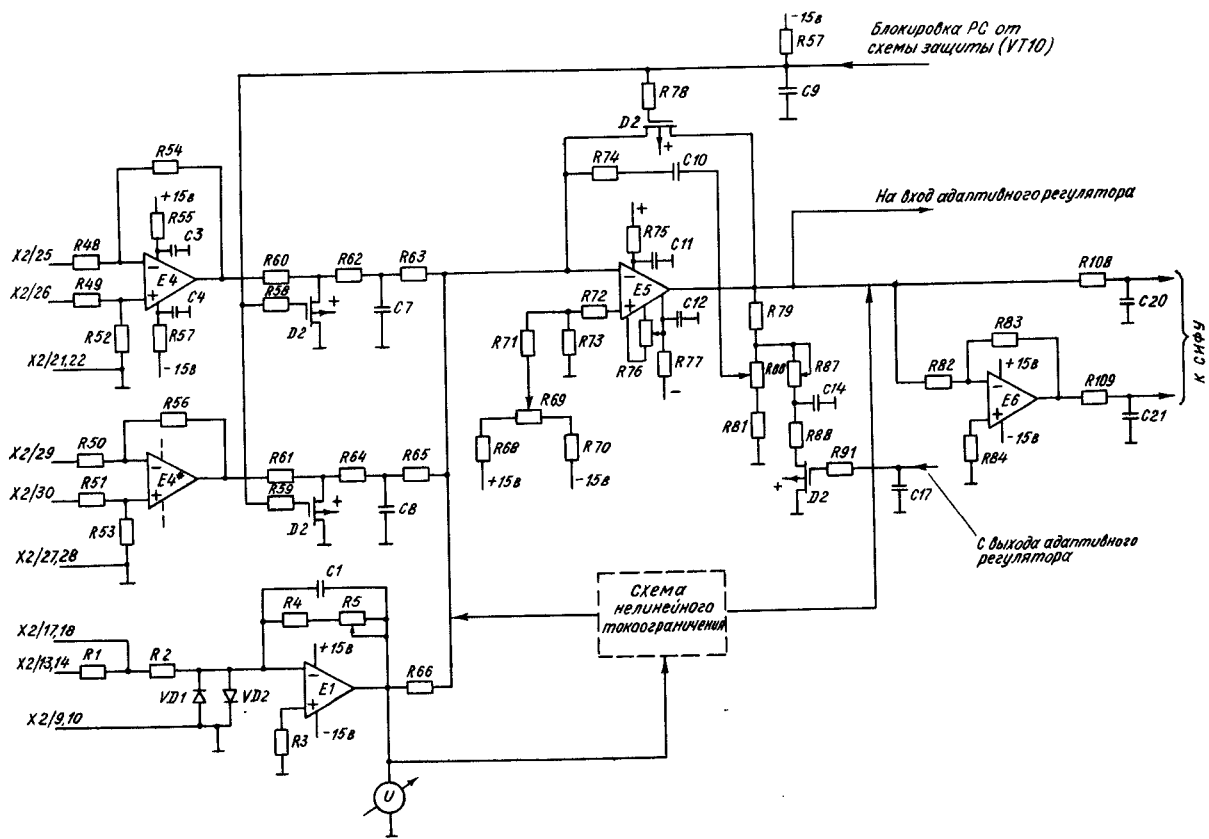 -15в
R57
Блокировка РС от
схемы защиты (VT10)
R78
C9
D2
+
R54
R74
C10
+15в
R55
C3
На вход адаптивного регулятора
+
R75
C11
X2/25
R48
-
E4
+
C4
R60
R62
R63
-
E5
+
R108
X2/26
R49
R58
R72
C12
C20
R52
R57
D2
+
C7
R79
R83
R71
R73
R76
R77
-
R80
R87
R82
+15в
-
E6
+
R109
К СИФУ
X2/21,22
-15в
C14
C21
R56
R69
R81
R88
-15в
R84
X2/29
R50
-
E4*
+
R61
R64
R65
R68
R70
+
R91
X2/30
R51
R59
+15в
-15в
D2
C17
R53
D2
+
C8
X2/27,28
С выхода адаптивного
регулятора
C1
R4
R5
Схема
нелинейного
токоограничения
X2/17,18
+15в
X2/13,14
R1
R2
-
E1
+
R66
VD1
VD2
X2/9,10
-15в
R3
U